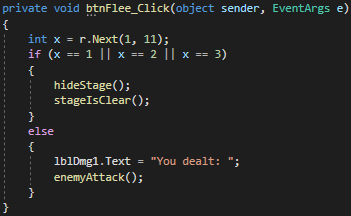 private void btnFlee_Click(object sender, EventArgs e)
{
    int x = r.Next(1, 11);
    if (x == 1 || x == 2 || x == 3)
    {
        hideStage();
        stageIsClear();
    }
    else
    {
        lblDmg1.Text = "You dealt: ";
        enemyAttack();
    }
}